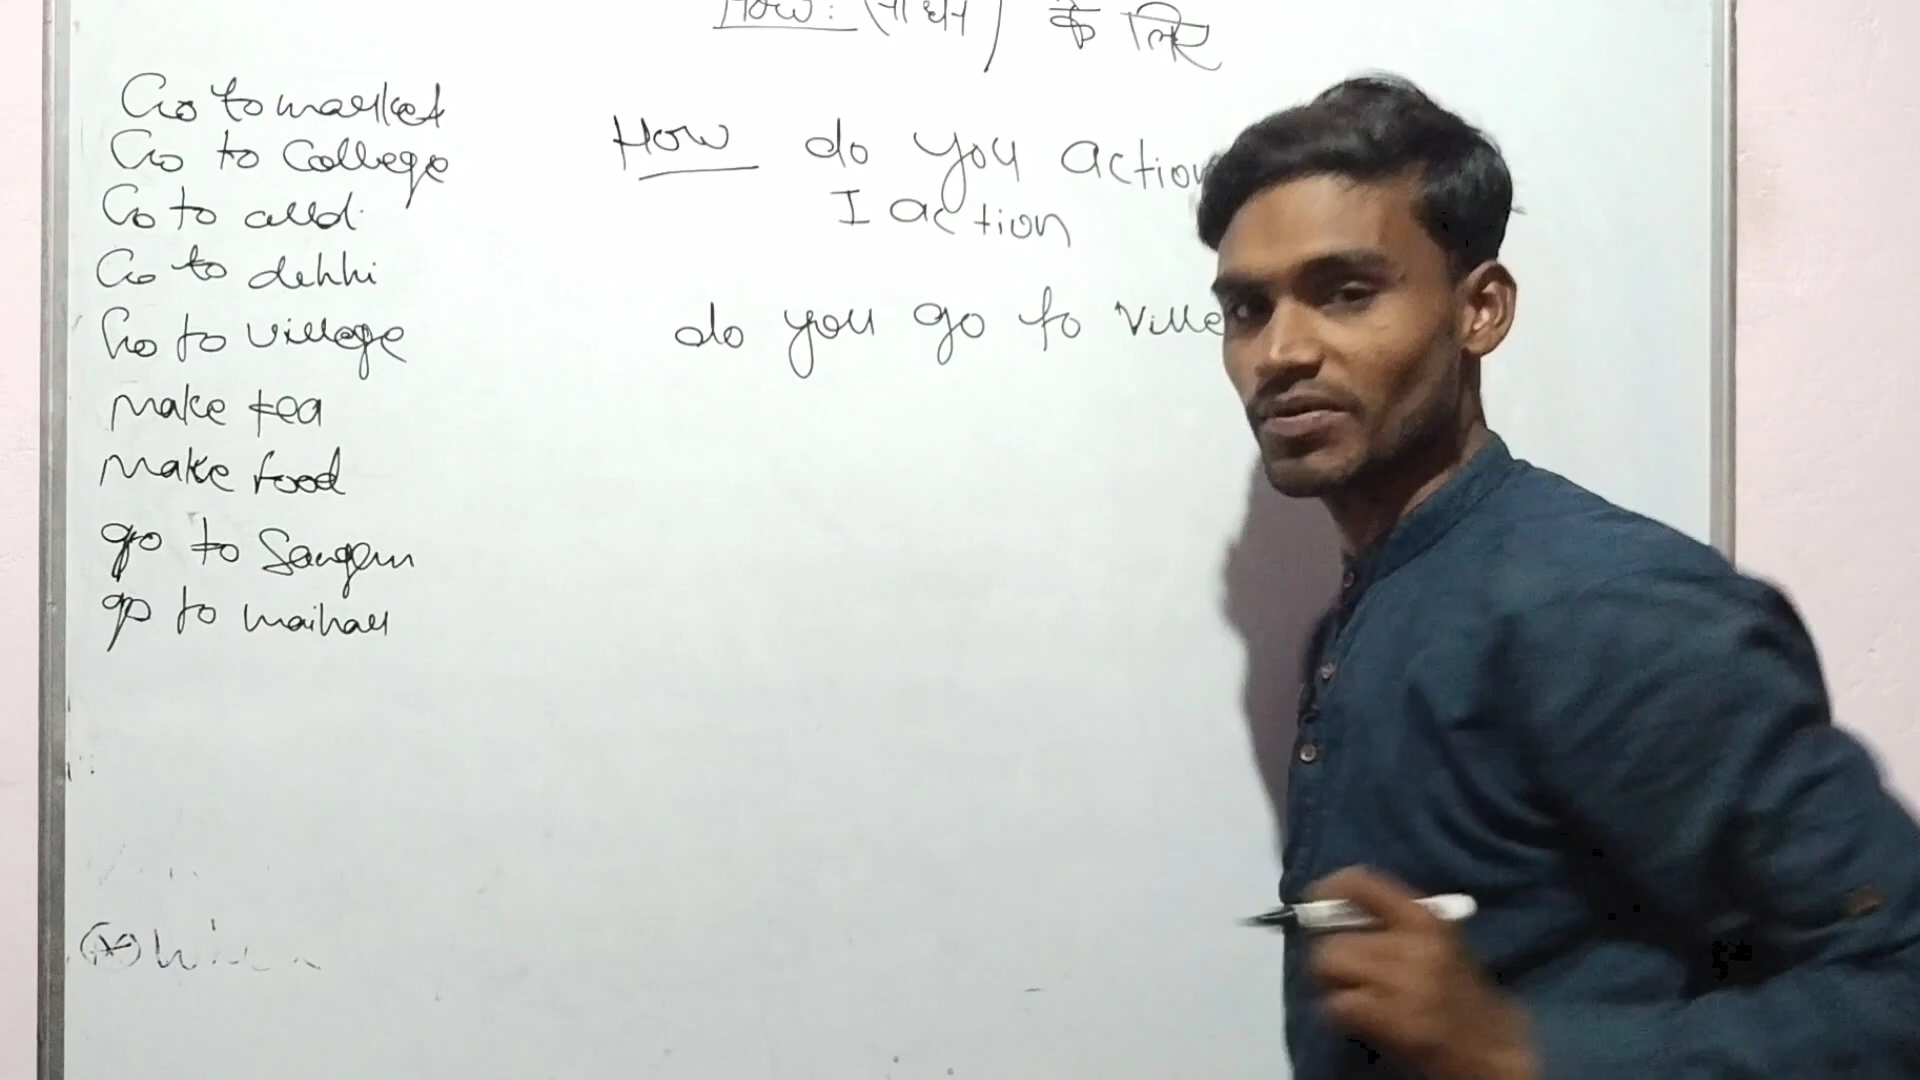 How: (साधन) के लिए
Go to market
Go to College
Go to alld.
Go to dehhi
Go to village
Make tea
Make food
go to Sangam
go to maihar
How do you action
I action
do you go to Ville